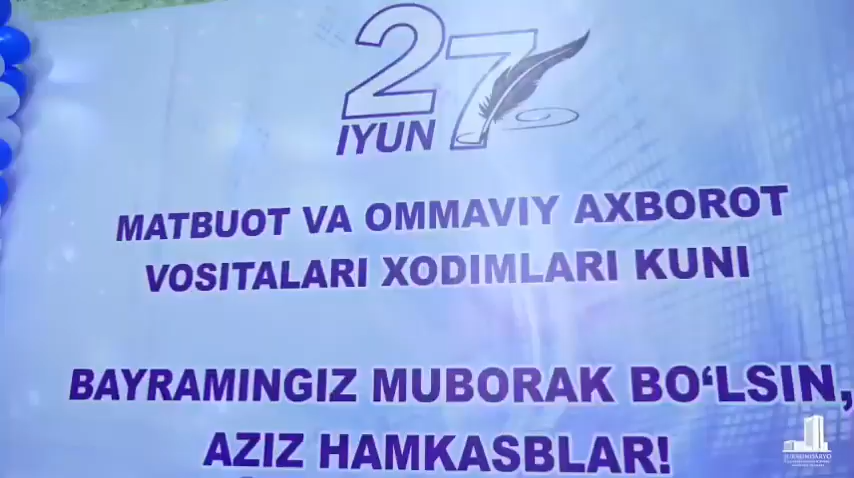 27
IYUN
MATBUOT VA OMMAVIY AXBOROT
VOSITALARI XODIMLARI KUNI
BAYRAMINGIZ MUBORAK BO‘LSIN,
AZIZ HAMKASBLAR!